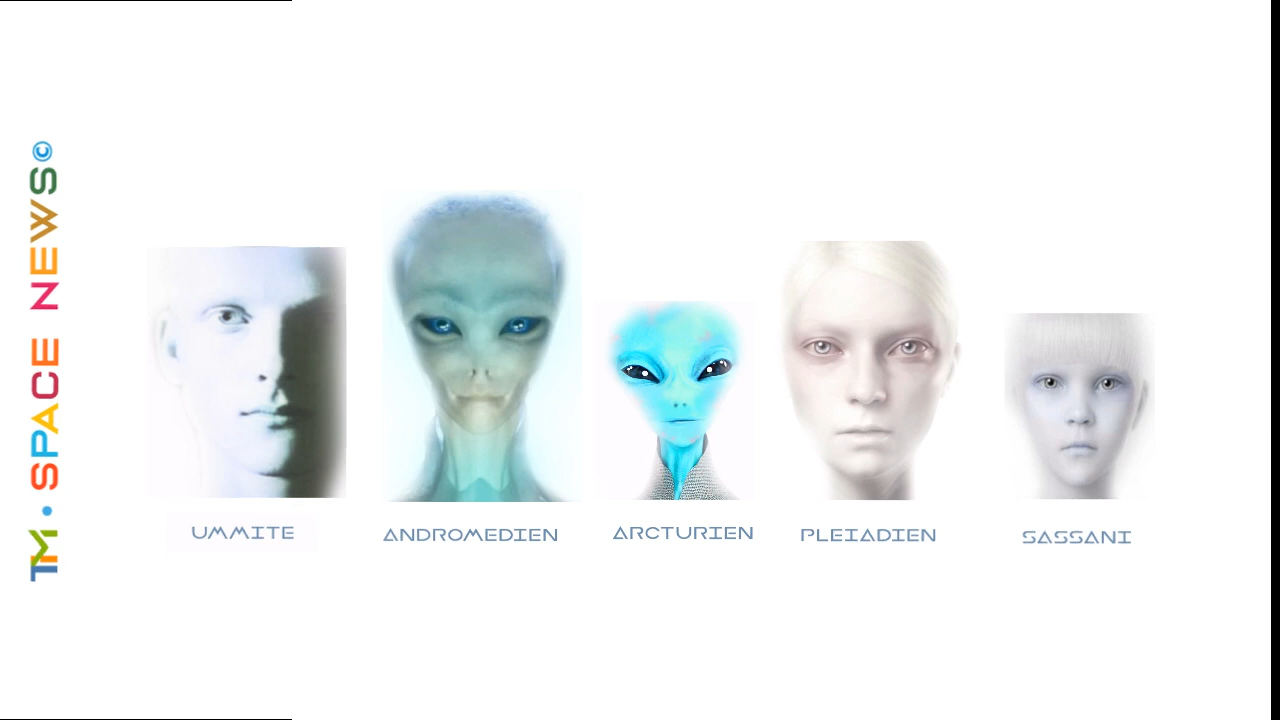 TM • SPACE NEWS©
UMMITE
ANDROMEDIEN
ARCTURIEN
PLEIADIEN
SASSANI